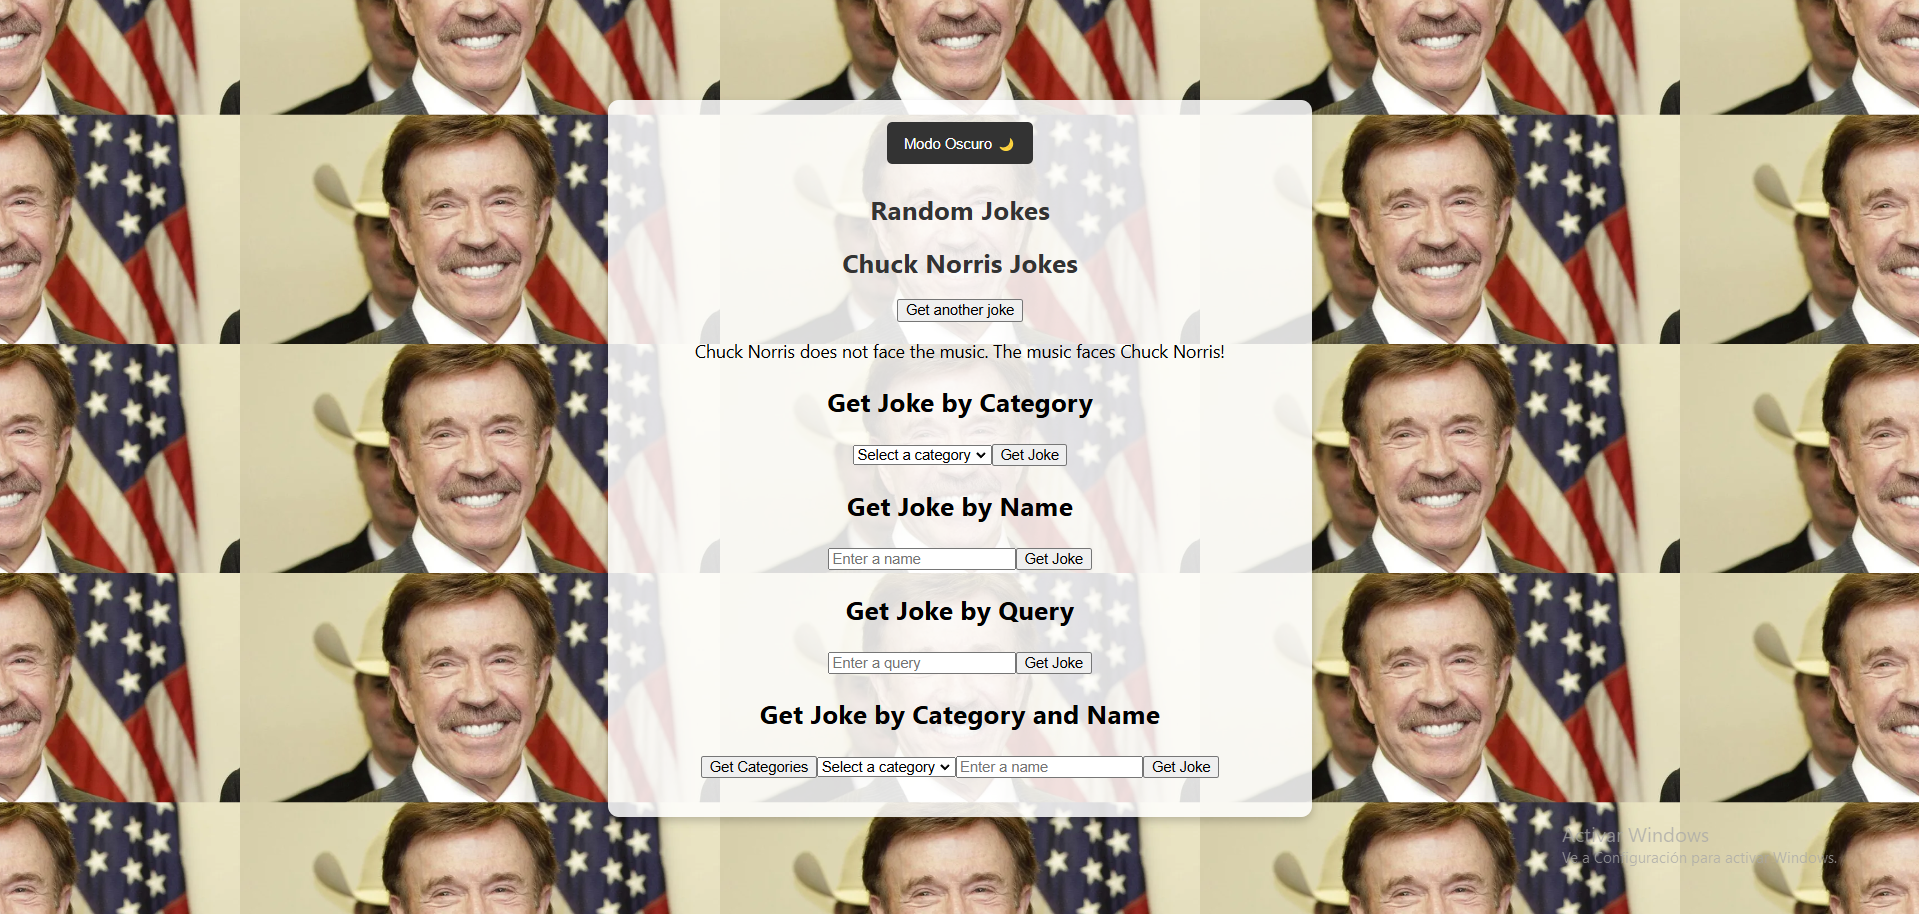 Modo Oscuro 🌙
Random Jokes
Chuck Norris Jokes
Get another joke
Chuck Norris does not face the music. The music faces Chuck Norris!
Get Joke by Category
Select a category Get Joke
Get Joke by Name
Enter a name Get Joke
Get Joke by Query
Enter a query Get Joke
Get Joke by Category and Name
Get Categories Select a category Enter a name Get Joke
Activar Windows
Ve a Configuración para activar Windows.